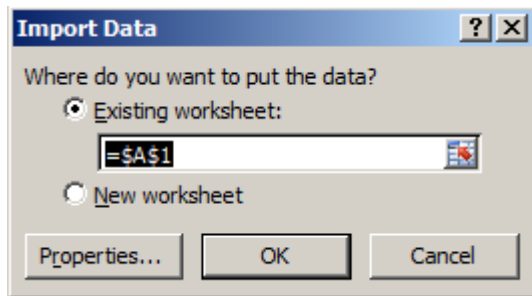 Import Data
Where do you want to put the data?
Existing worksheet:
=$A$1
New worksheet
Properties... OK Cancel